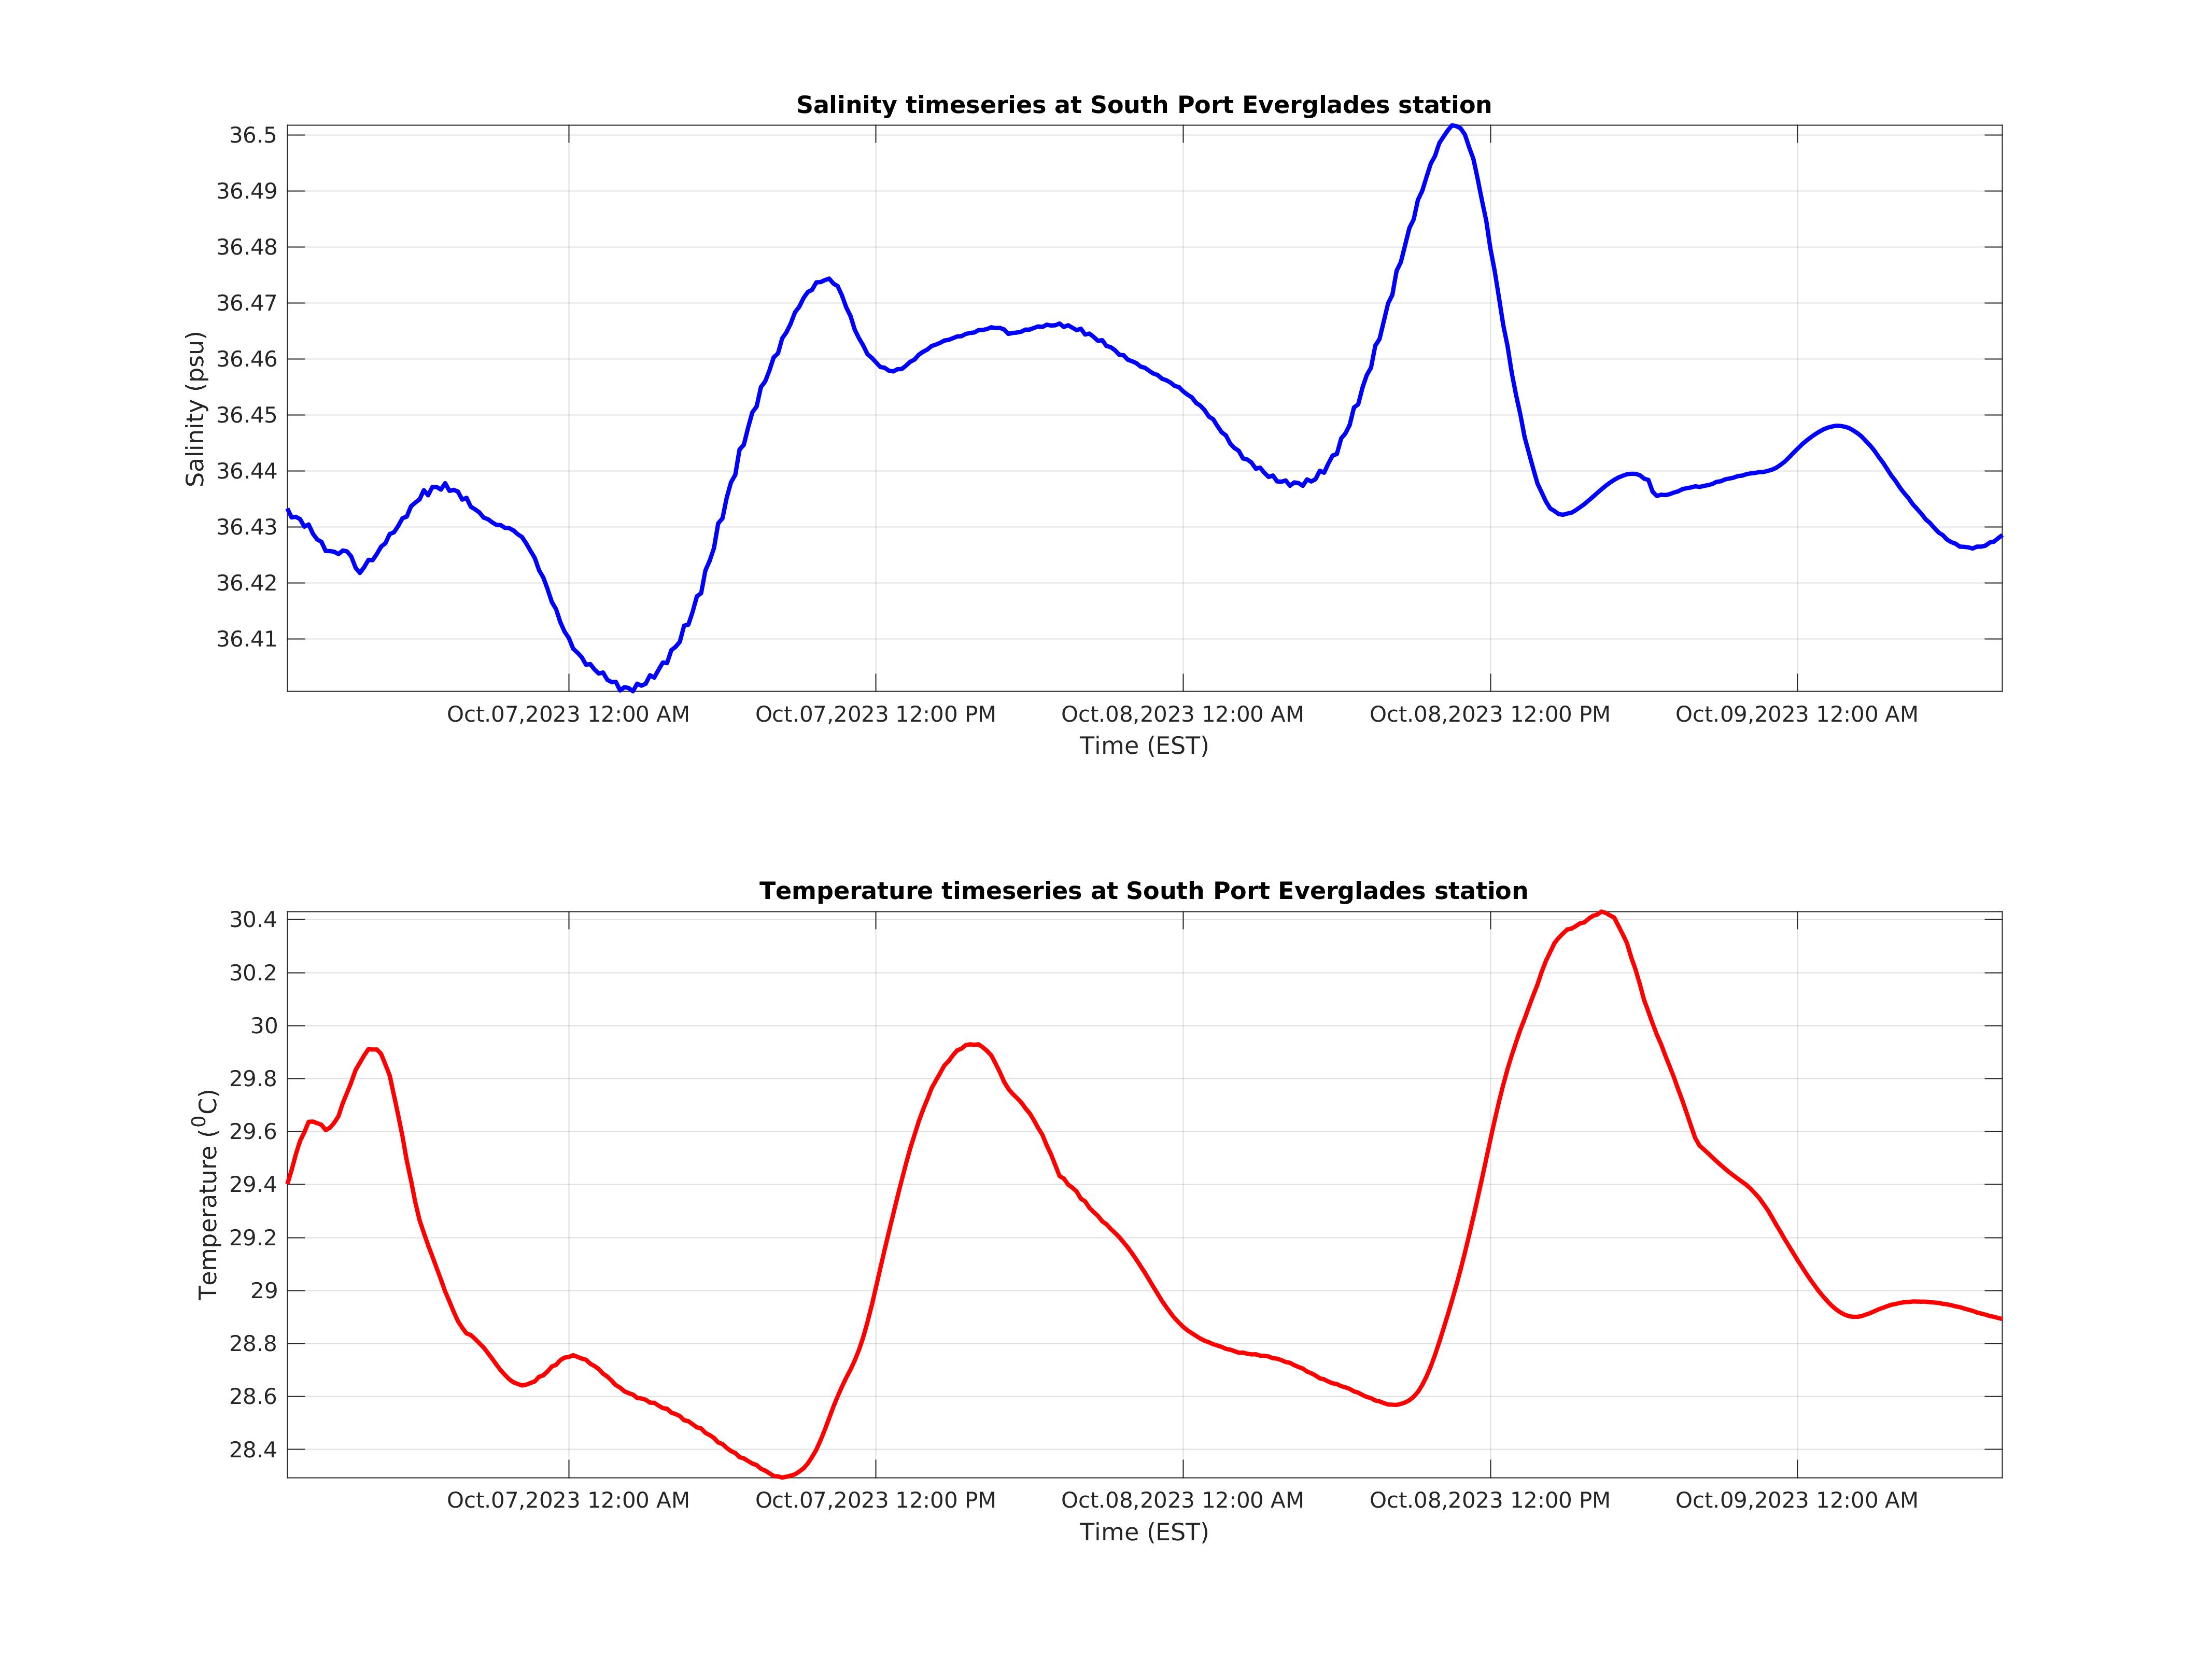 Salinity timeseries at South Port Everglades station
36.5
36.49
36.48
36.47
36.46
36.45
36.44
36.43
36.42
36.41
Salinity (psu)
Oct.07,2023 12:00 AM Oct.07,2023 12:00 PM Oct.08,2023 12:00 AM Oct.08,2023 12:00 PM Oct.09,2023 12:00 AM
Time (EST)
Temperature timeseries at South Port Everglades station
30.4
30.2
30
29.8
29.6
29.4
29.2
29
28.8
28.6
28.4
Temperature (⁰C)
Oct.07,2023 12:00 AM Oct.07,2023 12:00 PM Oct.08,2023 12:00 AM Oct.08,2023 12:00 PM Oct.09,2023 12:00 AM
Time (EST)